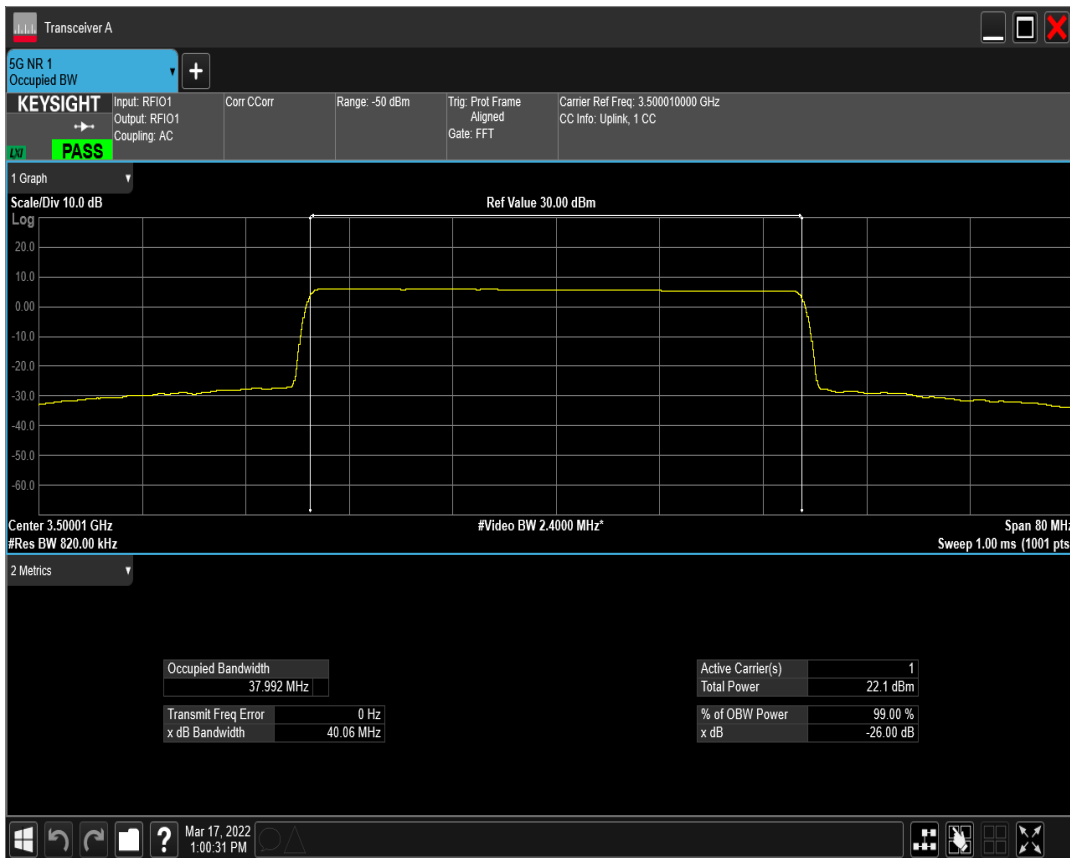 Transceiver A
5G NR 1
Occupied BW
+
KEYSIGHT
LXI
PASS
Input: RFIO1
Output: RFIO1
Coupling: AC
Corr CCorr
Range: -50 dBm
Trig: Prot Frame
Aligned
Gate: FFT
Carrier Ref Freq: 3.500010000 GHz
CC Info: Uplink, 1 CC
1 Graph
Scale/Div 10.0 dB
Ref Value 30.00 dBm
Log
20.0
10.0
0.00
-10.0
-20.0
-30.0
-40.0
-50.0
-60.0
Center 3.50001 GHz
#Video BW 2.4000 MHz*
Span 80 MHz
#Res BW 820.00 kHz
Sweep 1.00 ms (1001 pts
2 Metrics
Occupied Bandwidth
37.992 MHz
Transmit Freq Error 0 Hz
x dB Bandwidth 40.06 MHz
Active Carrier(s) 1
Total Power 22.1 dBm
% of OBW Power 99.00 %
x dB -26.00 dB
?
Mar 17, 2022
1:00:31 PM